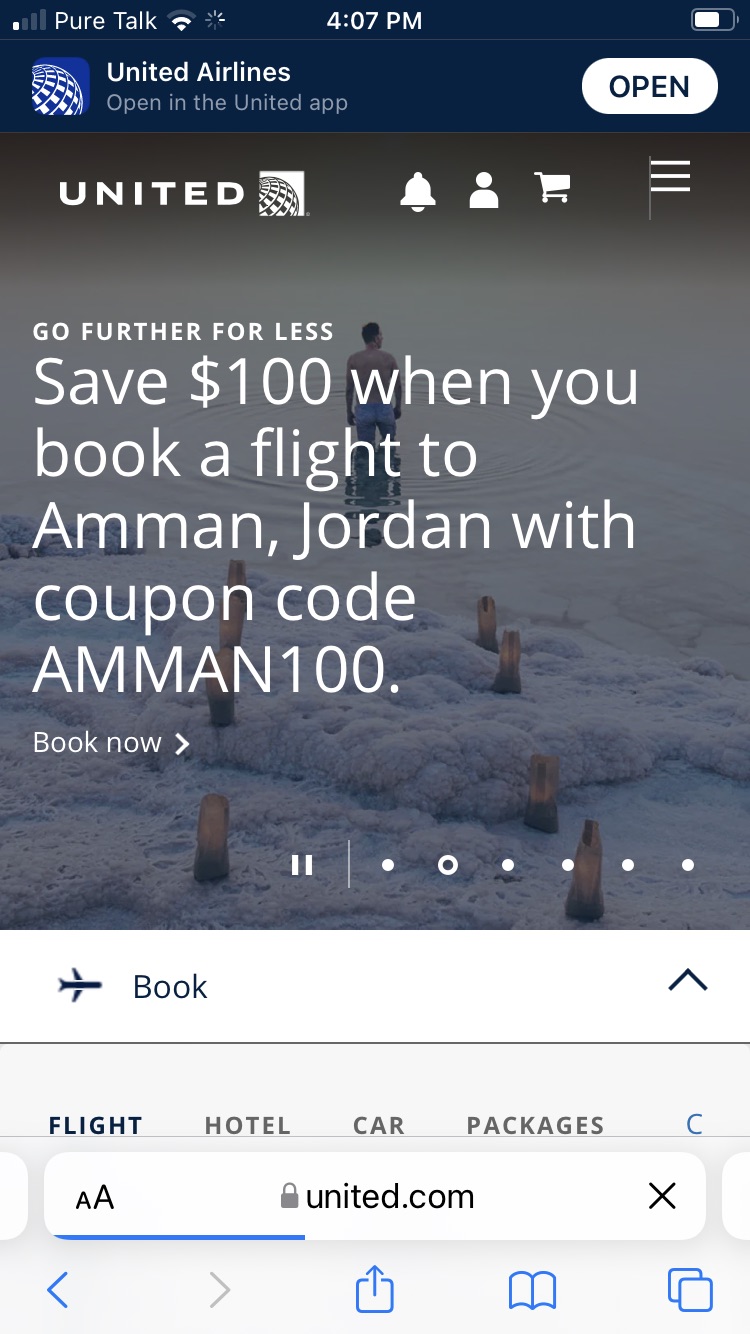 Pure Talk 4:07 PM
United Airlines
Open in the United app
OPEN
UNITED
GO FURTHER FOR LESS
Save $100 when you
book a flight to
Amman, Jordan with
coupon code
AMMAN100.
Book now
Book
FLIGHT HOTEL CAR PACKAGES C
AA united.com